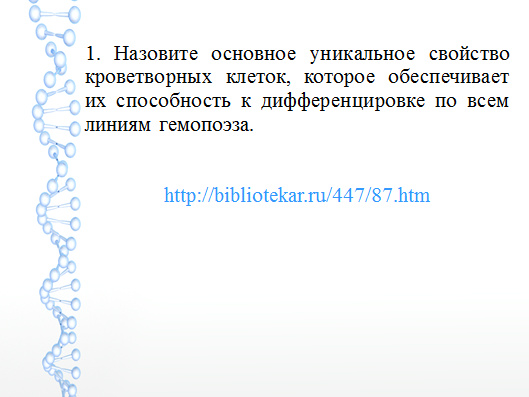 1. Назовите основное уникальное свойство
кроветворных клеток, которое обеспечивает
их способность к дифференцировке по всем
линиям гемопоэза.
http://bibliotekar.ru/447/87.htm